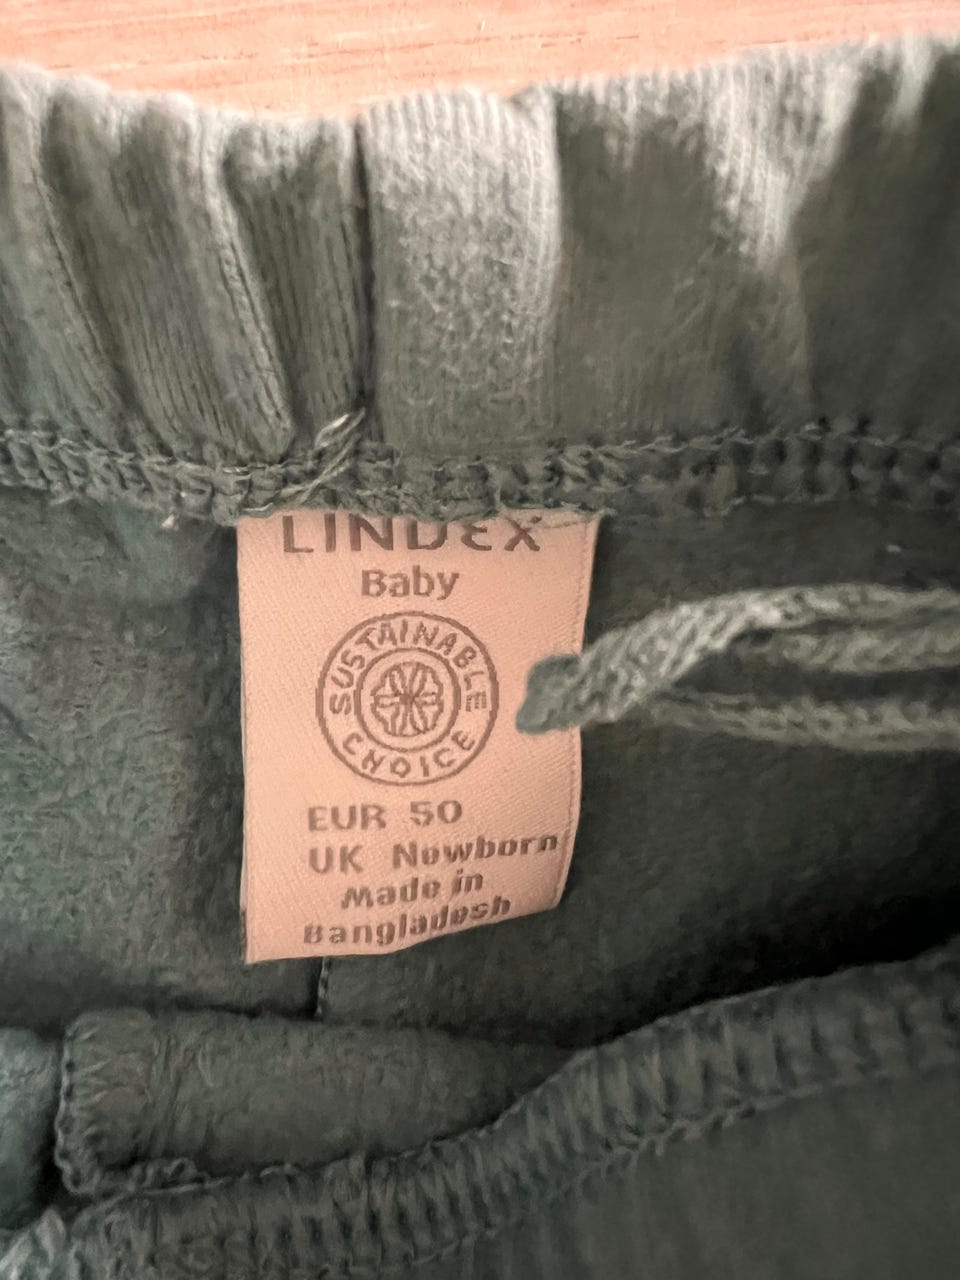 LINDEX
Baby
SUSTAINABLE
CHOICE
EUR 50
UK Newborn
Made in
Bangladesh